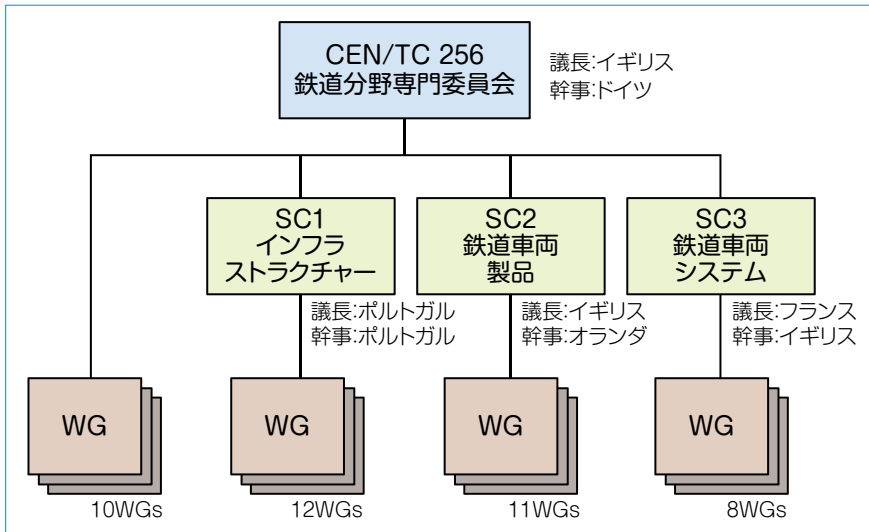 CEN/TC 256
鉄道分野専門委員会
議長:イギリス
幹事:ドイツ
SC1
インフラ
ストラクチャー
SC2
鉄道車両
製品
SC3
鉄道車両
システム
議長:ポルトガル
幹事:ポルトガル
議長:イギリス
幹事:オランダ
議長:フランス
幹事:イギリス
WG
WG
WG
WG
10WGs
12WGs
11WGs
8WGs